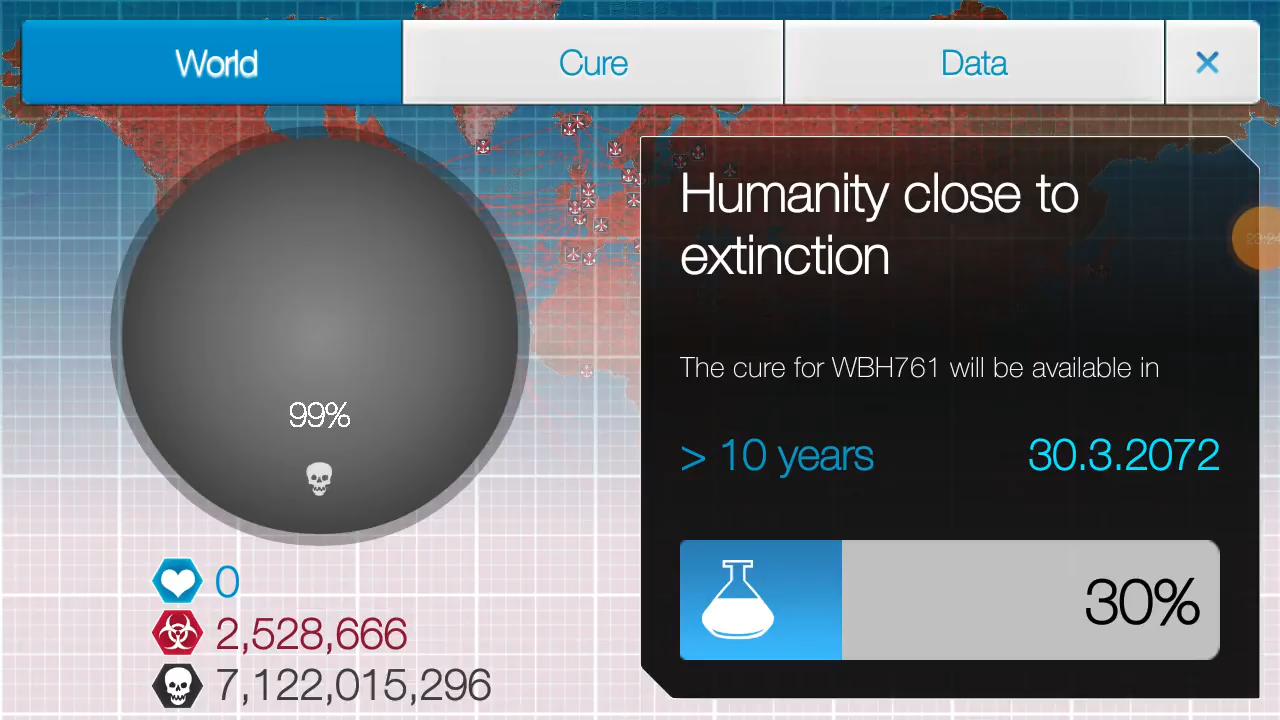 World
Cure
Data
Humanity close to
extinction
The cure for WBH761 will be available in
> 10 years
30.3.2072
99%
30%
0
2,528,666
7,122,015,296